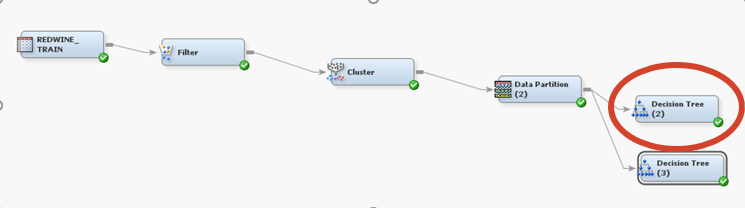 REDWINE_
TRAIN
Filter
Cluster
Data Partition
(2)
Decision Tree
(2)
Decision Tree
(3)